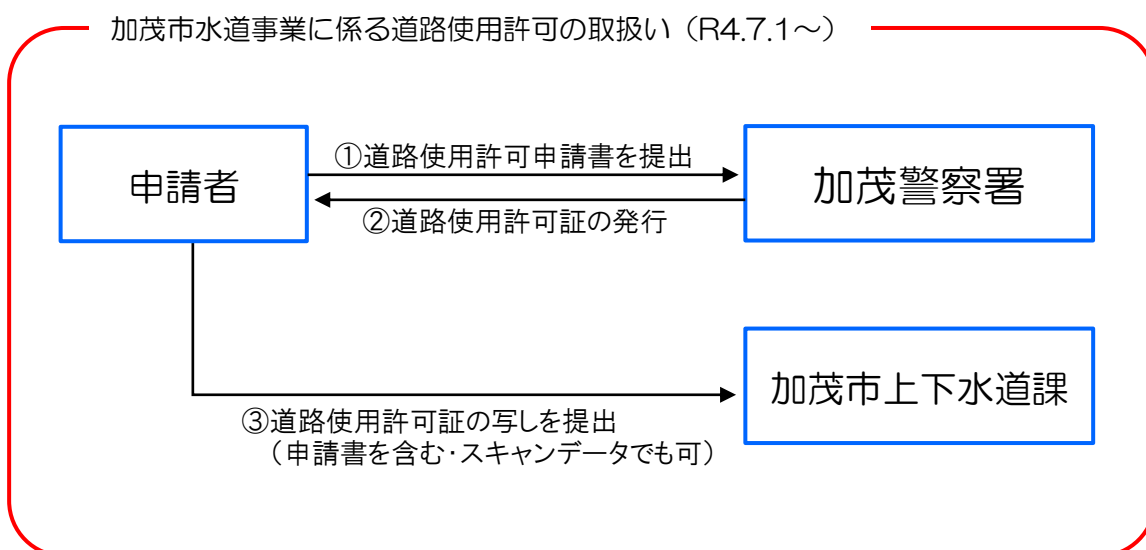 加茂市水道事業に係る道路使用許可の取扱い（R4.7.1～）
申請者
①道路使用許可申請書を提出
加茂警察署
②道路使用許可証の発行
加茂市上下水道課
③道路使用許可証の写しを提出
（申請書を含む・スキャンデータでも可）